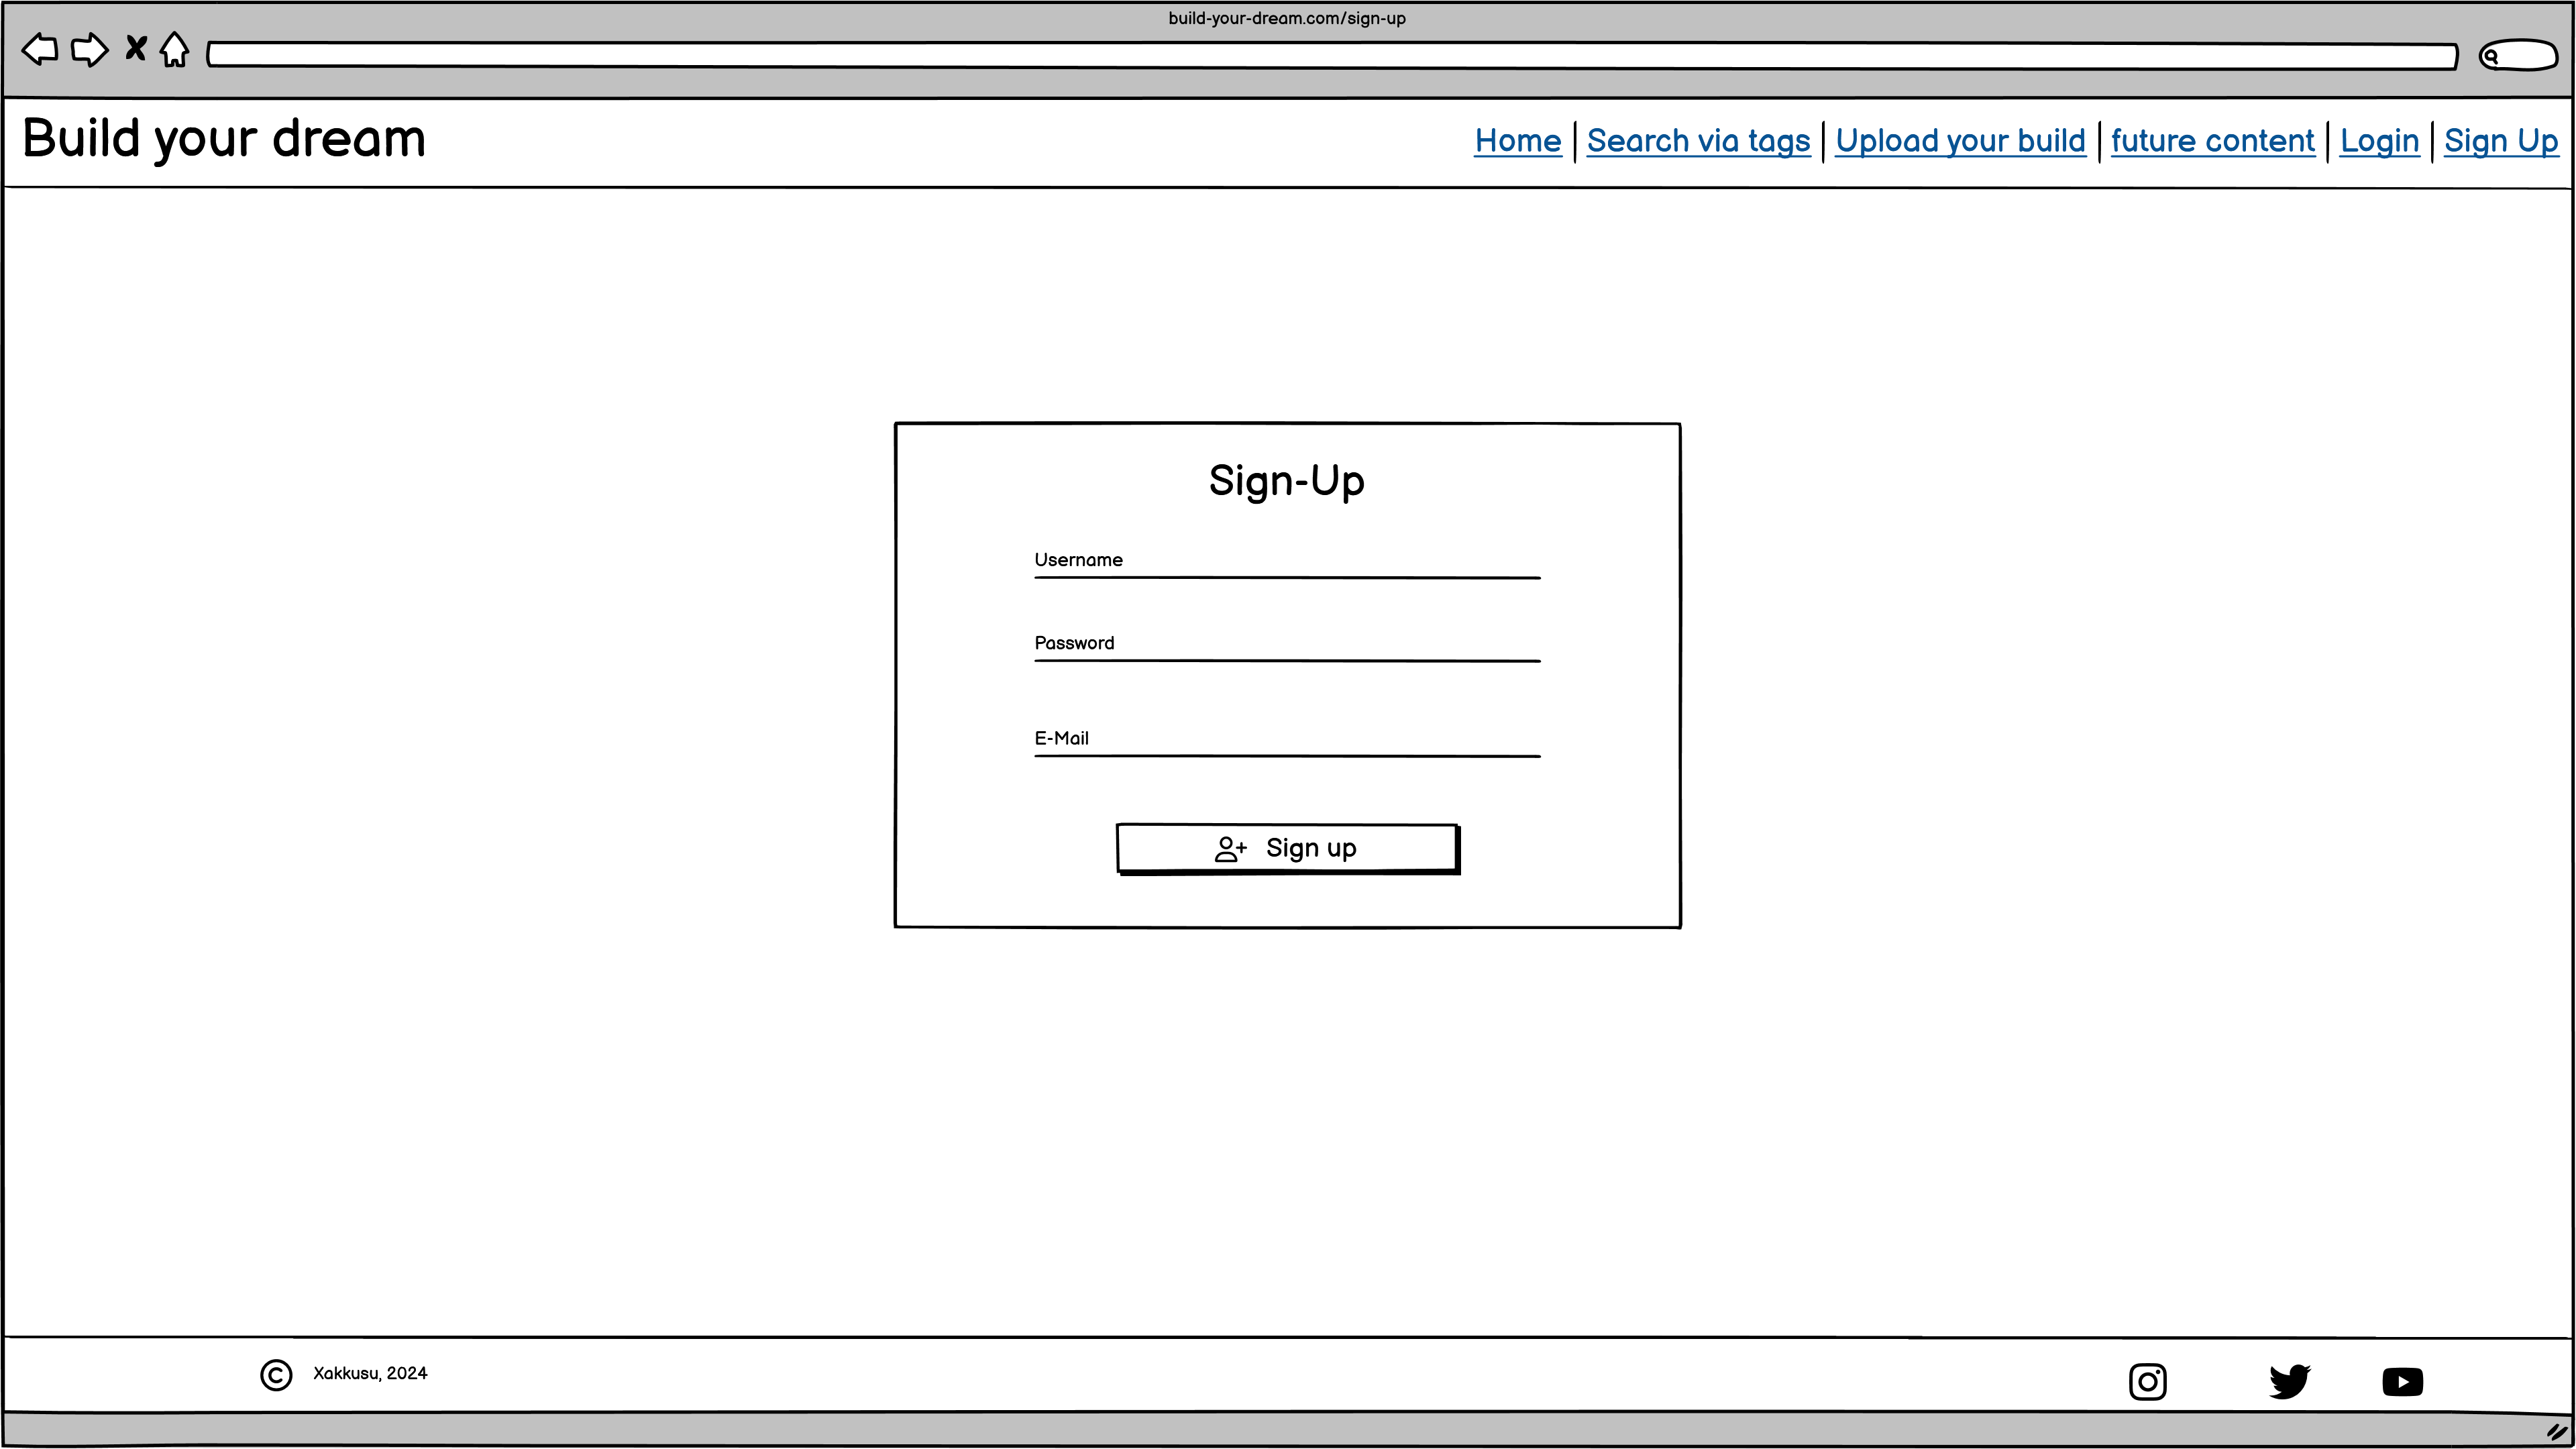 build-your-dream.com/sign-up
Build your dream
Home | Search via tags | Upload your build | future content | Login | Sign Up
Sign-Up
Username
Password
E-Mail
Sign up
© Xakkusu, 2024